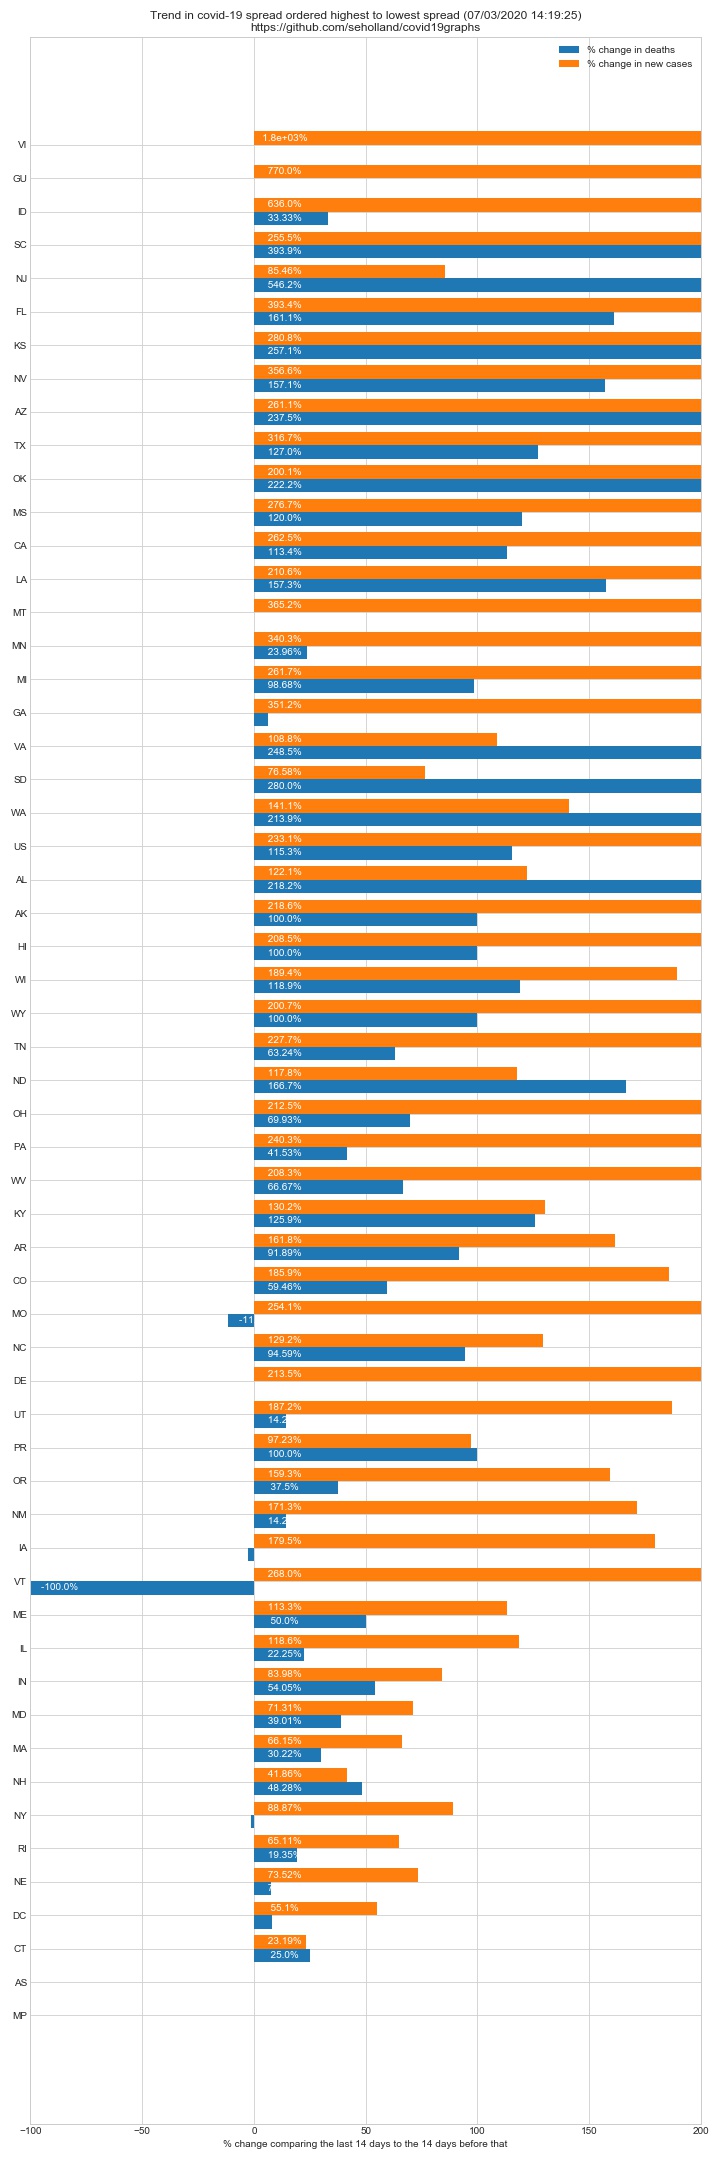 Trend in covid-19 spread ordered highest to lowest spread (07/03/2020 14:19:25)
https://github.com/seholland/covid19graphs
% change in deaths
% change in new cases
VI
1.8e+03%
GU
770.0%
ID
636.0%
33.33%
SC
255.5%
393.9%
NJ
85.46%
546.2%
FL
393.4%
161.1%
KS
280.8%
257.1%
NV
356.6%
157.1%
AZ
261.1%
237.5%
TX
316.7%
127.0%
OK
200.1%
222.2%
MS
276.7%
120.0%
CA
262.5%
113.4%
LA
210.6%
157.3%
MT
365.2%
MN
340.3%
23.96%
MI
261.7%
98.68%
GA
351.2%
VA
108.8%
248.5%
SD
76.58%
280.0%
WA
141.1%
213.9%
US
233.1%
115.3%
AL
122.1%
218.2%
AK
218.6%
100.0%
HI
208.5%
100.0%
WI
189.4%
118.9%
WY
200.7%
100.0%
TN
227.7%
63.24%
ND
117.8%
166.7%
OH
212.5%
69.93%
PA
240.3%
41.53%
WV
208.3%
66.67%
KY
130.2%
125.9%
AR
161.8%
91.89%
CO
185.9%
59.46%
MO
254.1%
-11
NC
129.2%
94.59%
DE
213.5%
UT
187.2%
14.2
PR
97.23%
100.0%
OR
159.3%
37.5%
NM
171.3%
14.2
IA
179.5%
VT
268.0%
-100.0%
ME
113.3%
50.0%
IL
118.6%
22.25%
IN
83.98%
54.05%
MD
71.31%
39.01%
MA
66.15%
30.22%
NH
41.86%
48.28%
NY
88.87%
RI
65.11%
19.35%
NE
73.52%
DC
55.1%
CT
23.19%
25.0%
AS
MP
−100 −50 0 50 100 150 200
% change compring the last 14 days to the 14 days before that